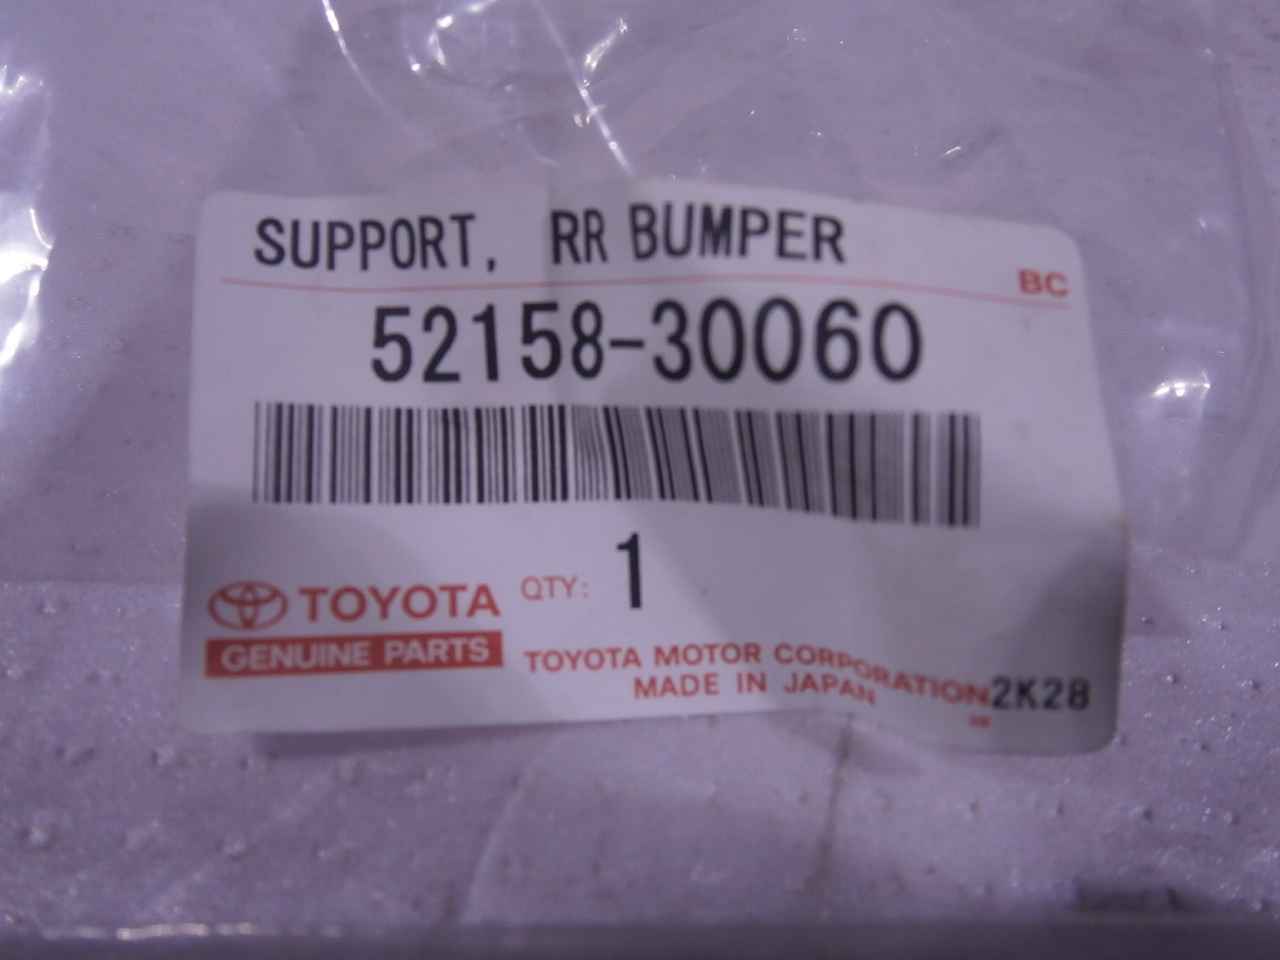 SUPPORT, RR BUMPER
BC
52158-30060
QTY: 1
TOYOTA
GENUINE PARTS
TOYOTA MOTOR CORPORATION
MADE IN JAPAN
2K28